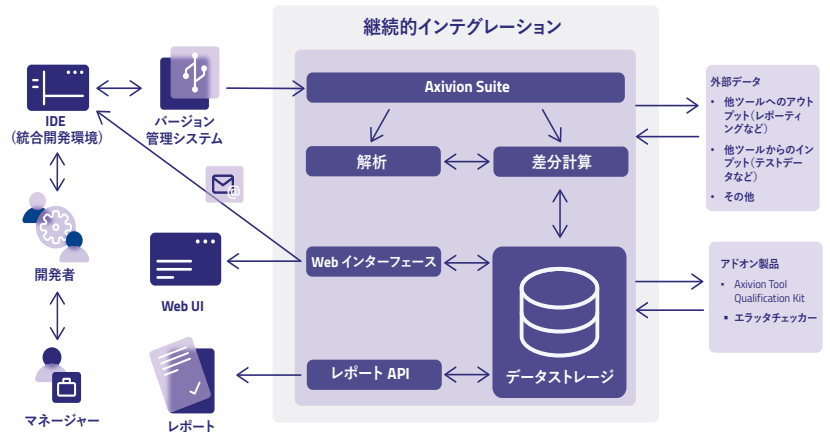 継続的インテグレーション
IDE
(統合開発環境)
バージョン
管理システム
Axivion Suite
解析
差分計算
外部データ
• 他ツールへのアウト
プット(レポーティ
ングなど)
• 他ツールからのイン
プット(テストデー
タなど)
• その他
@
開発者
Web UI
Web インターフェース
データストレージ
アドオン製品
• Axivion Tool
Qualification Kit
▪ エラッタチェッカー
マネージャー
レポート
レポート API